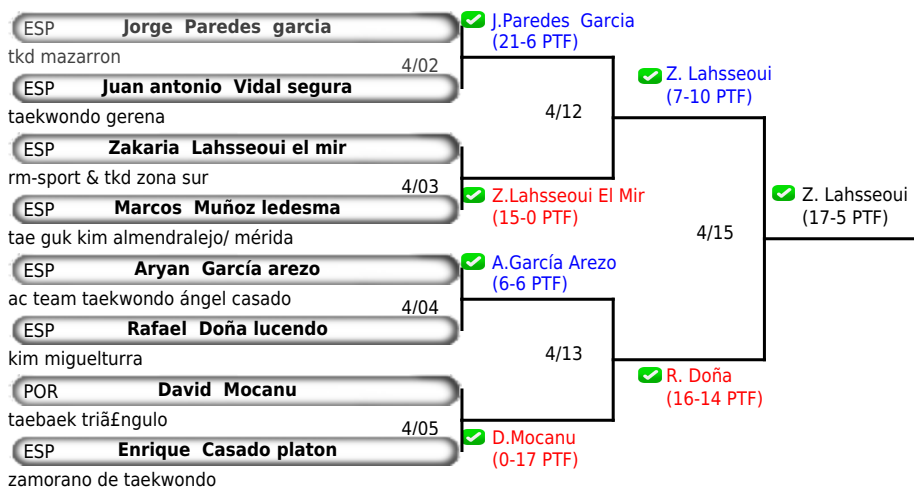 ESP Jorge Paredes garcia
tkd mazarron
4/02
ESP Juan antonio Vidal segura
taekwondo gerena
ESP Zakaria Lahsseoui el mir
rm-sport & tkd zona sur
4/03
ESP Marcos Muñoz ledesma
tae guk kim almendralejo/ mérida
ESP Aryan García arezo
ac team taekwondo ángel casado
4/04
ESP Rafael Doña lucendo
kim miguelturra
POR David Mocanu
taebaek triã£ngulo
4/05
ESP Enrique Casado platon
zamorano de taekwondo
J.Paredes Garcia
(21-6 PTF)
4/12
Z.Lahsseoui El Mir
(15-0 PTF)
A.García Arezo
(6-6 PTF)
4/13
D.Mocanu
(0-17 PTF)
Z. Lahsseoui
(7-10 PTF)
4/15
R. Doña
(16-14 PTF)
Z. Lahsseoui
(17-5 PTF)